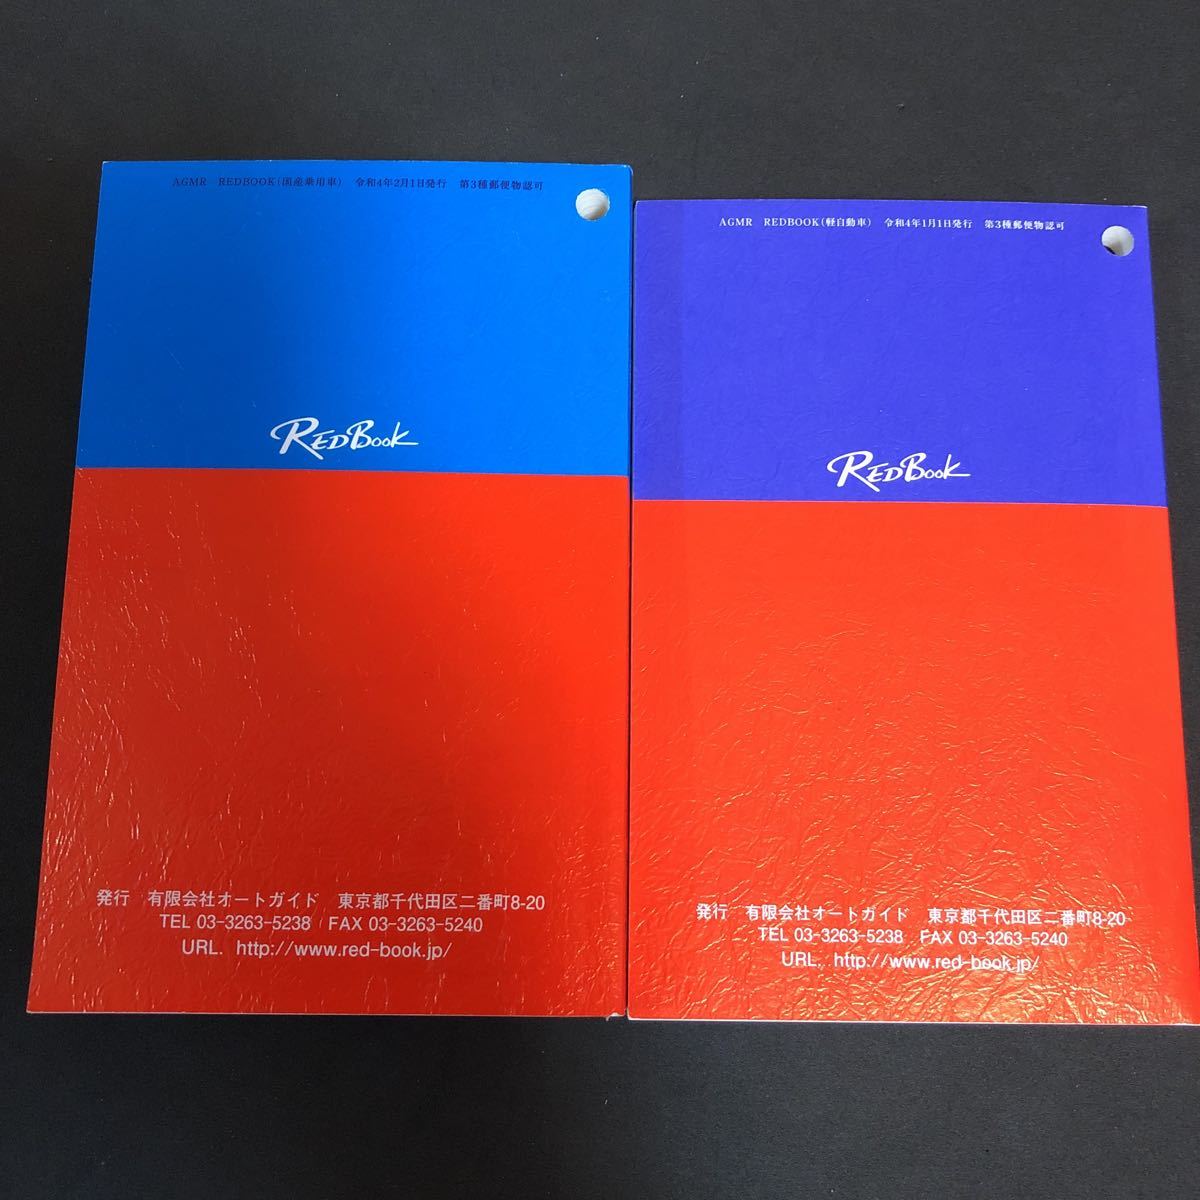 AGMR REDBOOK(国産乗用車) 令和4年2月1日発行 第3種郵便物認可
REDBook
発行 有限会社オートガイド 東京都千代田区二番町8-20
TEL 03-3263-5238 FAX 03-3263-5240
URL. http://www.red-book.jp/
AGMR REDBOOK(軽自動車) 令和4年1月1日発行 第3種郵便物認可
REDBook
発行 有限会社オートガイド 東京都千代田区二番町8-20
TEL 03-3263-5238 FAX 03-3263-5240
URL. http://www.red-book.jp/